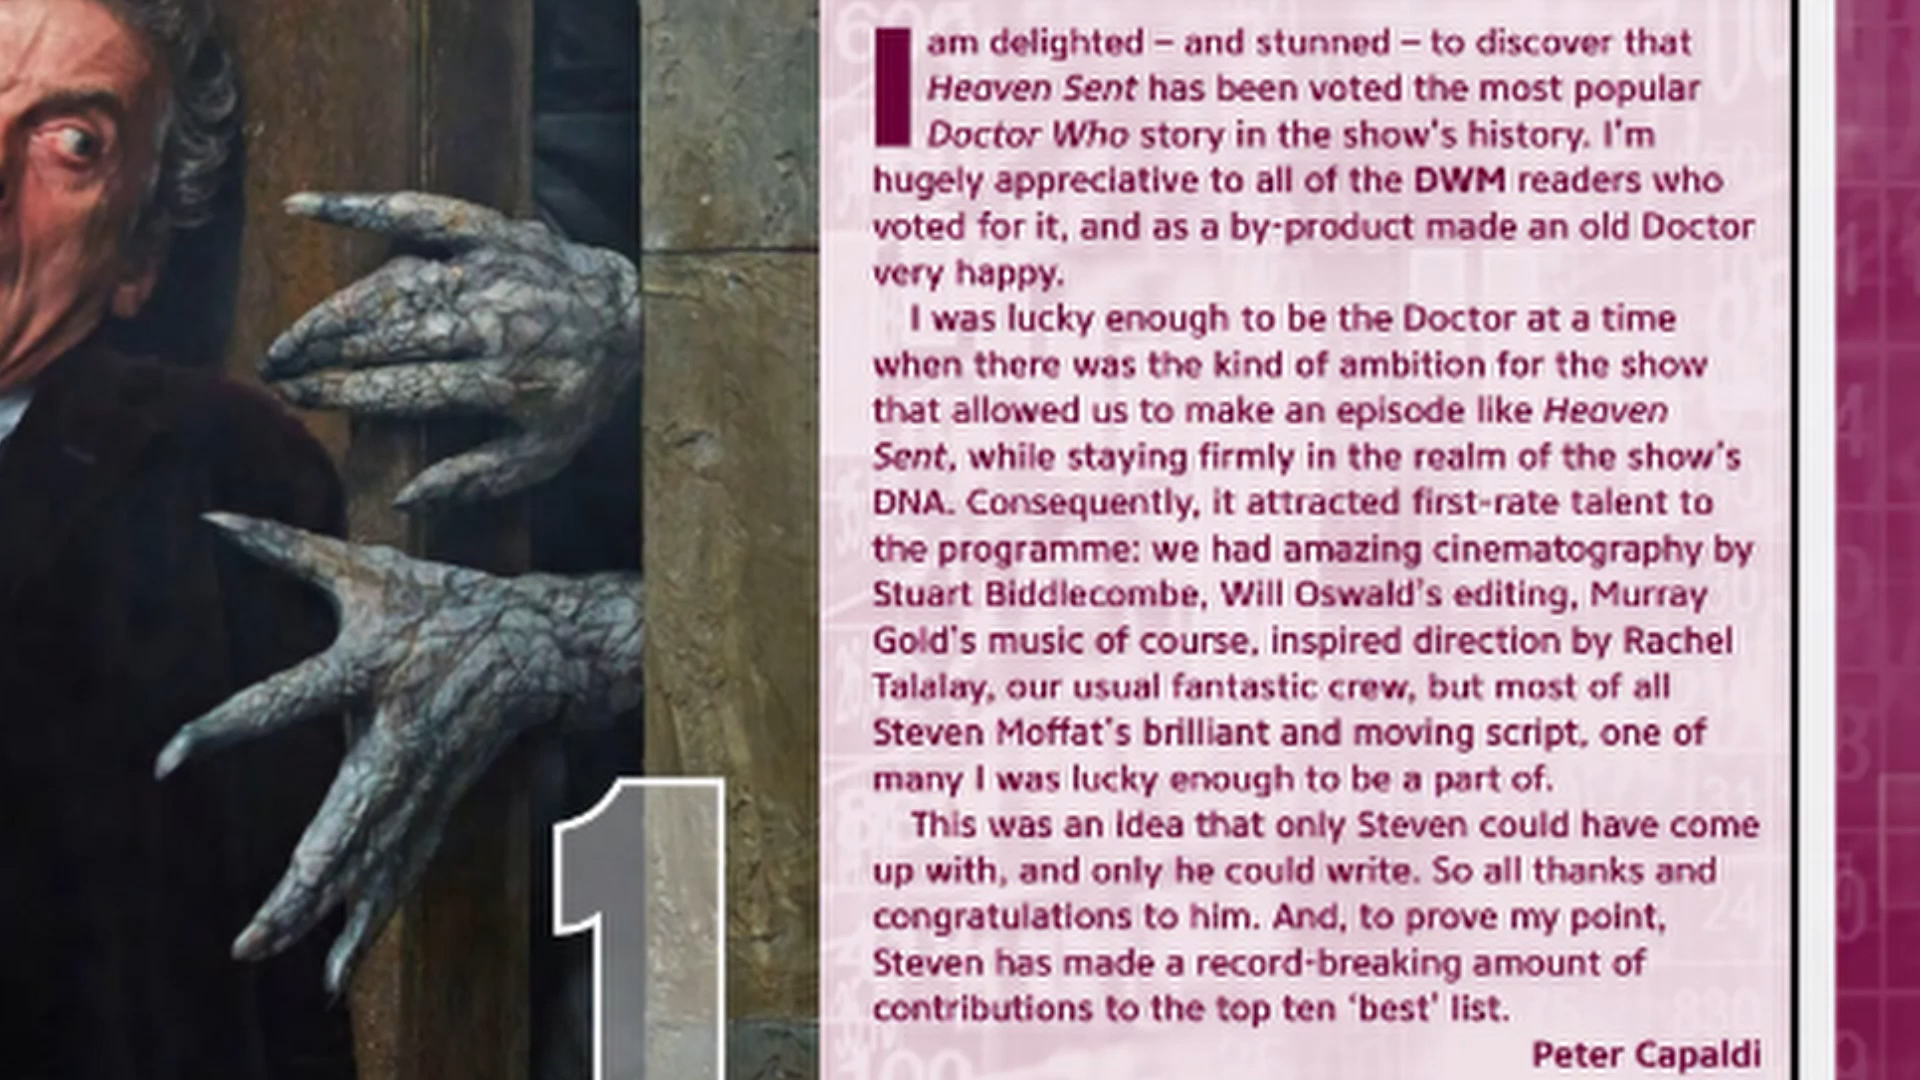 I am delighted – and stunned – to discover that
Heaven Sent has been voted the most popular
Doctor Who story in the show's history. I'm
hugely appreciative to all of the DWM readers who
voted for it, and as a by-product made an old Doctor
very happy.
I was lucky enough to be the Doctor at a time
when there was the kind of ambition for the show
that allowed us to make an episode like Heaven
Sent, while staying firmly in the realm of the show's
DNA. Consequently, it attracted first-rate talent to
the programme: we had amazing cinematography by
Stuart Biddlecombe, Will Oswald's editing, Murray
Gold's music of course, inspired direction by Rachel
Talalay, our usual fantastic crew, but most of all
Steven Moffat's brilliant and moving script, one of
many I was lucky enough to be a part of.
This was an idea that only Steven could have come
up with, and only he could write. So all thanks and
congratulations to him. And, to prove my point,
Steven has made a record-breaking amount of
contributions to the top ten ‘best’ list.
Peter Capaldi
1